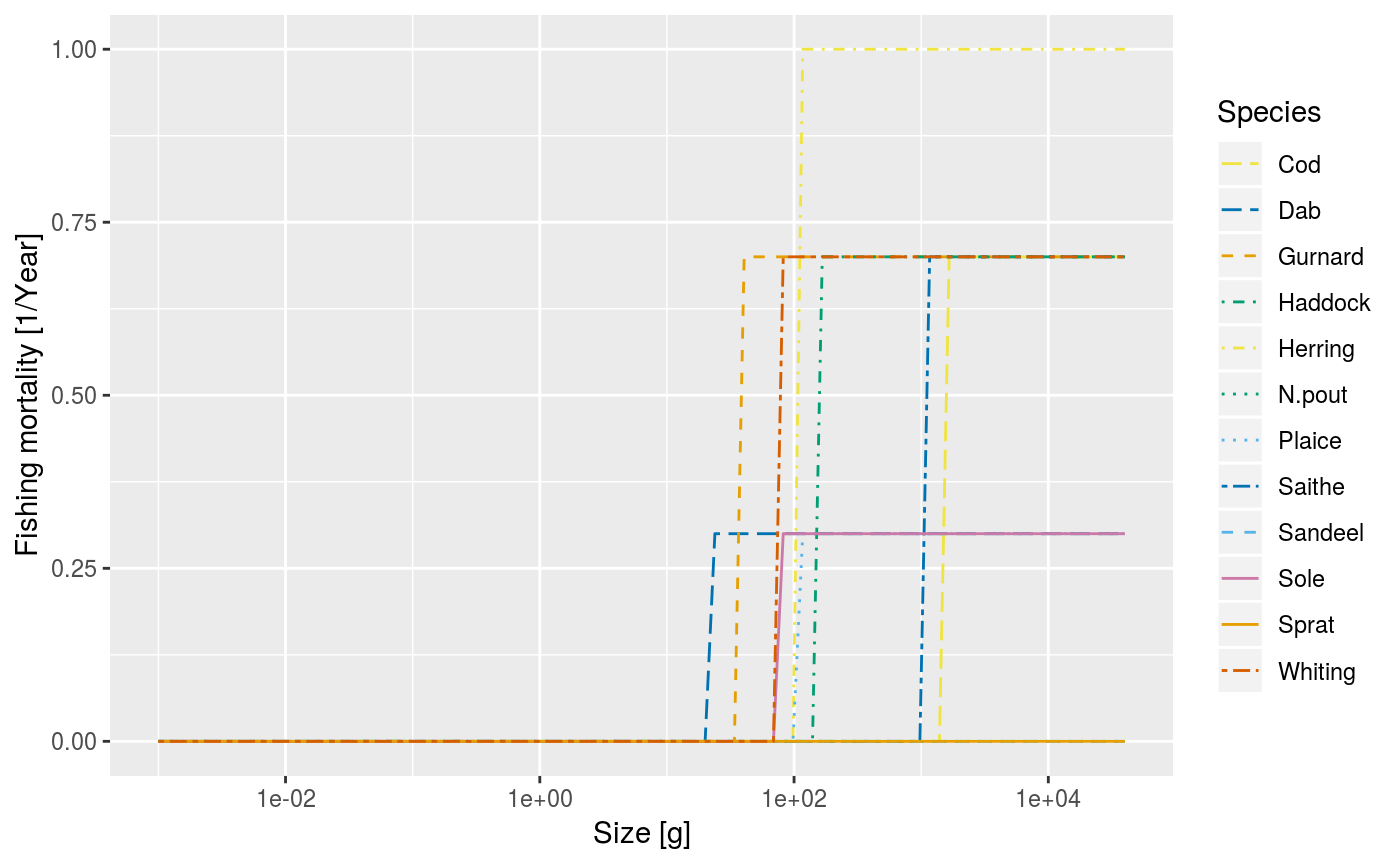 Fishing mortality [1/Year]
1.00
0.75
0.50
0.25
0.00
1e-02
1e+00
1e+02
1e+04
Size [g]
Species
Cod
Dab
Gurnard
Haddock
Herring
N.pout
Plaice
Saithe
Sandeel
Sole
Sprat
Whiting